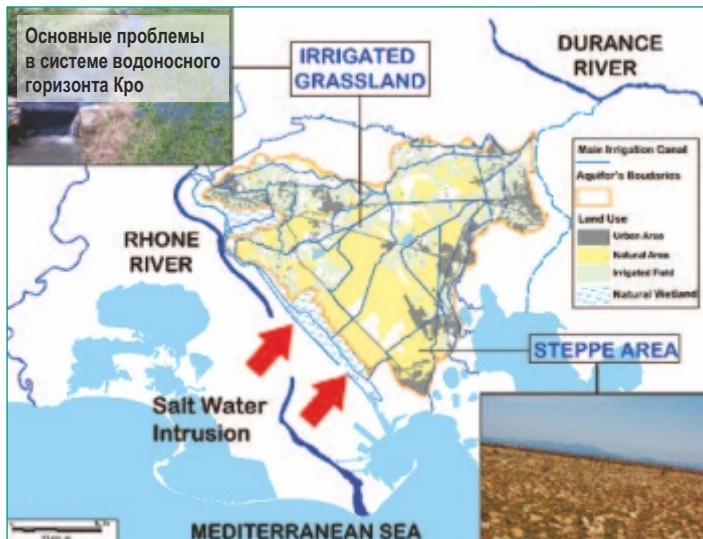 Основные проблемы
в системе водоносного
горизонта Кро
IRRIGATED
GRASSLAND
DURANCE
RIVER
Main Irrigation Canal
Aquifer's Boudaries
Land Use
Urban Area
Natural Area
Irrigated Field
Natural Wetland
RHONE
RIVER
STEPPE AREA
Salt Water
Intrusion
MEDITERRANEAN SEA